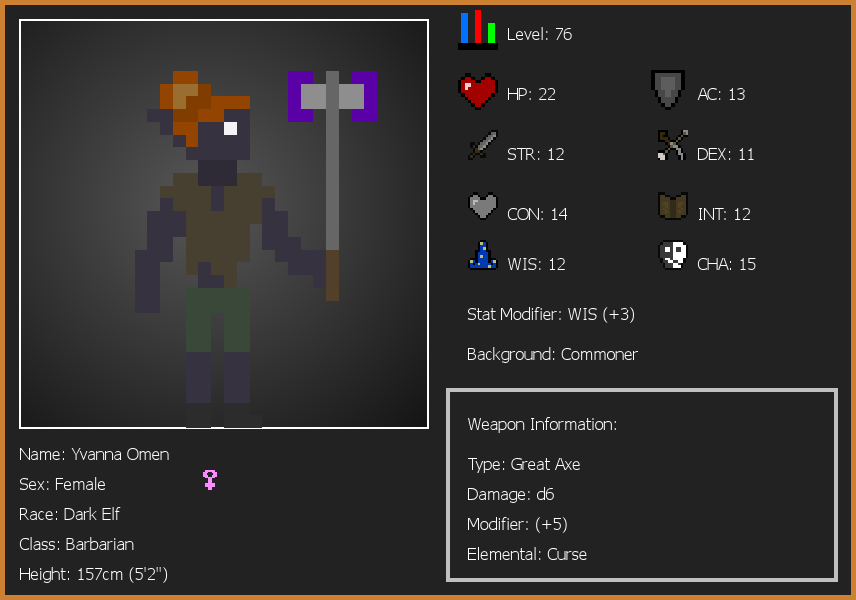 Level: 76
HP: 22
AC: 13
STR: 12
DEX: 11
CON: 14
INT: 12
WIS: 12
CHA: 15
Stat Modifier: WIS (+3)
Background: Commoner
Weapon Information:
Type: Great Axe
Damage: d6
Modifier: (+5)
Elemental: Curse
Name: Yvanna Omen
Sex: Female
Race: Dark Elf
Class: Barbarian
Height: 157cm (5'2")